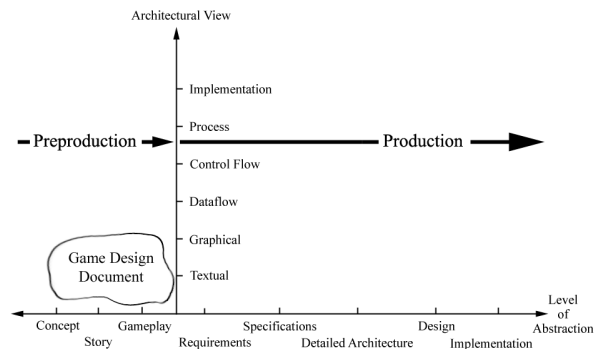 Architectural View
Implementation
Process
Preproduction
Production
Control Flow
Dataflow
Graphical
Game Design
Document
Textual
Level
of
Abstraction
Concept
Gameplay
Specifications
Design
Story
Requirements
Detailed Architecture
Implementation